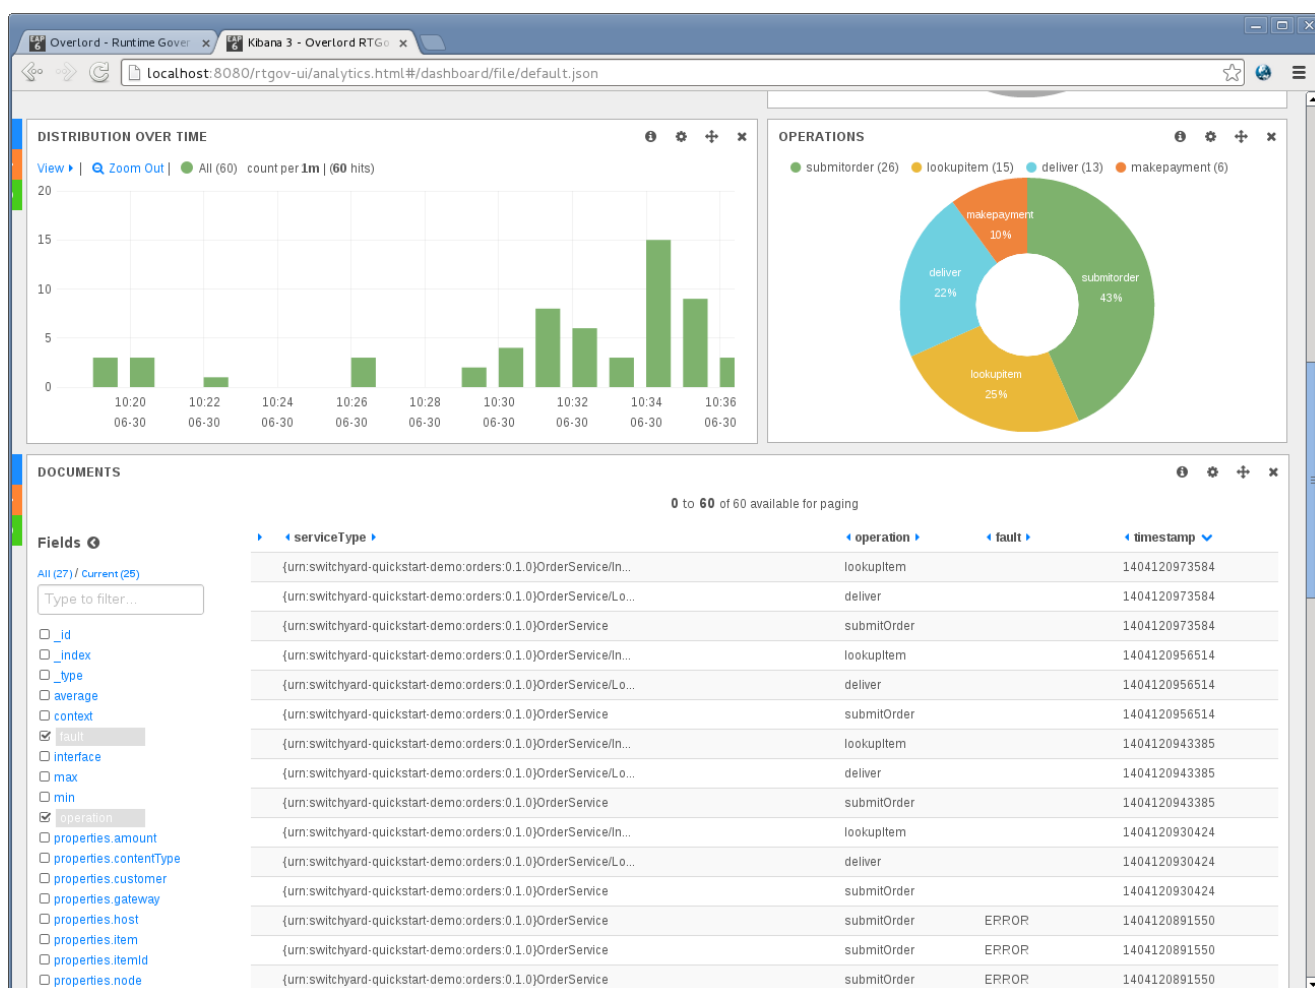 Overlord - Runtime Gover x
Kibana 3 - Overlord RTGo x
localhost:8080/rtgov-ui/analytics.html#/dashboard/file/default.json
DISTRIBUTION OVER TIME
View | Zoom Out | All (60) count per 1m | (60 hits)
20
15
10
5
0
10:20 10:22 10:24 10:26 10:28 10:30 10:32 10:34 10:36
06-30 06-30 06-30 06-30 06-30 06-30 06-30 06-30 06-30
OPERATIONS
submitorder (26) lookupitem (15) deliver (13) makepayment (6)
makepayment
10%
deliver
22%
submitorder
43%
lookupitem
25%
DOCUMENTS
0 to 60 of 60 available for paging
Fields
All (27) / Current (25)
Type to filter...
_id
_index
_type
average
context
fault
interface
max
min
operation
properties.amount
properties.contentType
properties.customer
properties.gateway
properties.host
properties.item
properties.itemId
properties.node
serviceType operation fault timestamp
{urn:switchyard-quickstart-demo:orders:0.1.0}OrderService/In... lookupItem 1404120973584
{urn:switchyard-quickstart-demo:orders:0.1.0}OrderService/Lo... deliver 1404120973584
{urn:switchyard-quickstart-demo:orders:0.1.0}OrderService submitOrder 1404120973584
{urn:switchyard-quickstart-demo:orders:0.1.0}OrderService/In... lookupItem 1404120956514
{urn:switchyard-quickstart-demo:orders:0.1.0}OrderService/Lo... deliver 1404120956514
{urn:switchyard-quickstart-demo:orders:0.1.0}OrderService submitOrder 1404120956514
{urn:switchyard-quickstart-demo:orders:0.1.0}OrderService/In... lookupItem 1404120943385
{urn:switchyard-quickstart-demo:orders:0.1.0}OrderService/Lo... deliver 1404120943385
{urn:switchyard-quickstart-demo:orders:0.1.0}OrderService submitOrder 1404120943385
{urn:switchyard-quickstart-demo:orders:0.1.0}OrderService/In... lookupItem 1404120930424
{urn:switchyard-quickstart-demo:orders:0.1.0}OrderService/Lo... deliver 1404120930424
{urn:switchyard-quickstart-demo:orders:0.1.0}OrderService submitOrder 1404120930424
{urn:switchyard-quickstart-demo:orders:0.1.0}OrderService submitOrder ERROR 1404120891550
{urn:switchyard-quickstart-demo:orders:0.1.0}OrderService submitOrder ERROR 1404120891550
{urn:switchyard-quickstart-demo:orders:0.1.0}OrderService submitOrder ERROR 1404120891550